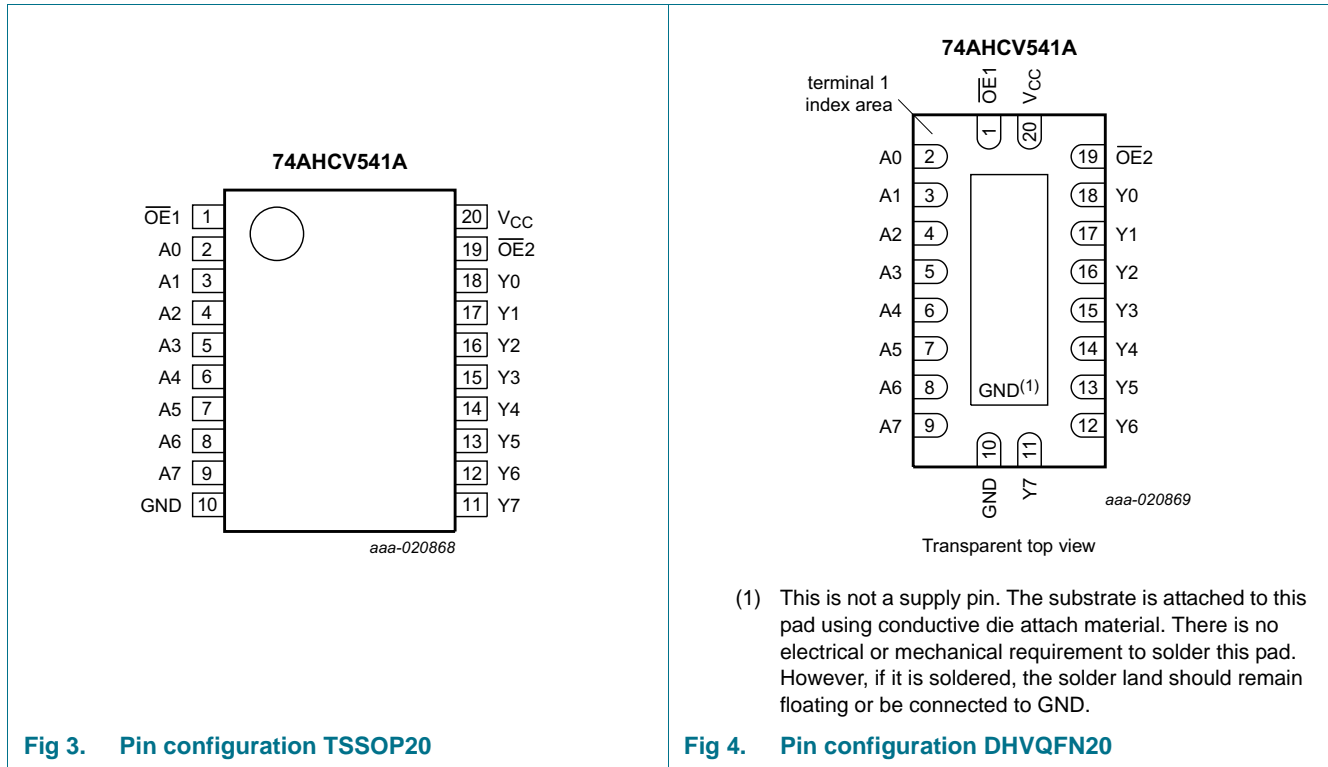 74AHCV541A
OE1 1
A0 2
A1 3
A2 4
A3 5
A4 6
A5 7
A6 8
A7 9
GND 10
20 VCC
19 OE2
18 Y0
17 Y1
16 Y2
15 Y3
14 Y4
13 Y5
12 Y6
11 Y7
aaa-020868
Fig 3. Pin configuration TSSOP20
74AHCV541A
terminal 1
index area
OE1
VCC
1
20
A0 2
A1 3
A2 4
A3 5
A4 6
A5 7
A6 8
A7 9
19 OE2
18 Y0
17 Y1
16 Y2
15 Y3
14 Y4
13 Y5
12 Y6
GND(1)
10
11
GND
Y7
aaa-020869
Transparent top view
(1) This is not a supply pin. The substrate is attached to this
pad using conductive die attach material. There is no
electrical or mechanical requirement to solder this pad.
However, if it is soldered, the solder land should remain
floating or be connected to GND.
Fig 4. Pin configuration DHVQFN20